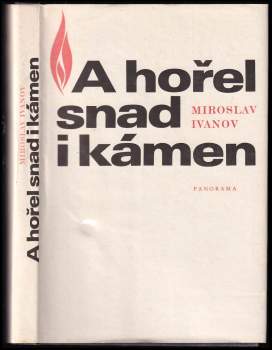 MIROSLAV IVANOV
A hořel snad i kámen
A hořel
snad
i kámen
MIROSLAV
IVANOV
PANORAMA